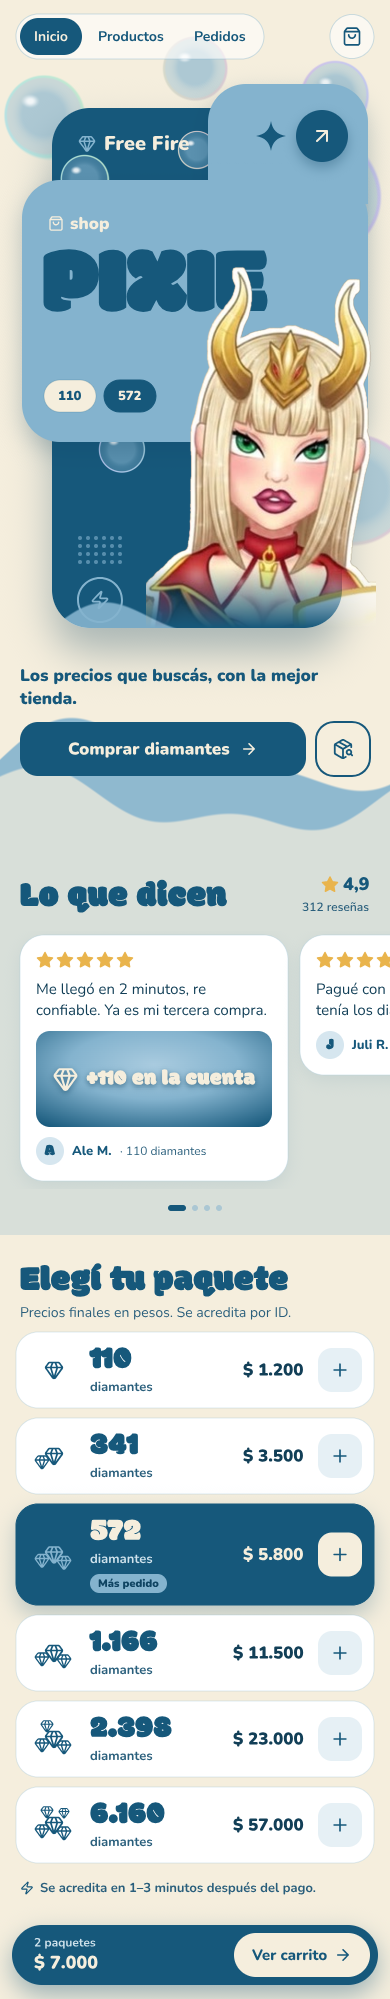 Inicio
Productos
Pedidos
Free Fire
shop
PIXIE
110
572
Los precios que buscás, con la mejor
tienda.
Comprar diamantes
Lo que dicen
4,9
312 reseñas
Me llegó en 2 minutos, re
confiable. Ya es mi tercera compra.
+110 en la cuenta
A
Ale M. · 110 diamantes
Pagué con
tenía los di
J
Juli R.
Elegí tu paquete
Precios finales en pesos. Se acredita por ID.
110
diamantes
$ 1.200
341
diamantes
$ 3.500
572
diamantes
Más pedido
$ 5.800
1.166
diamantes
$ 11.500
2.398
diamantes
$ 23.000
6.160
diamantes
$ 57.000
Se acredita en 1–3 minutos después del pago.
2 paquetes
$ 7.000
Ver carrito